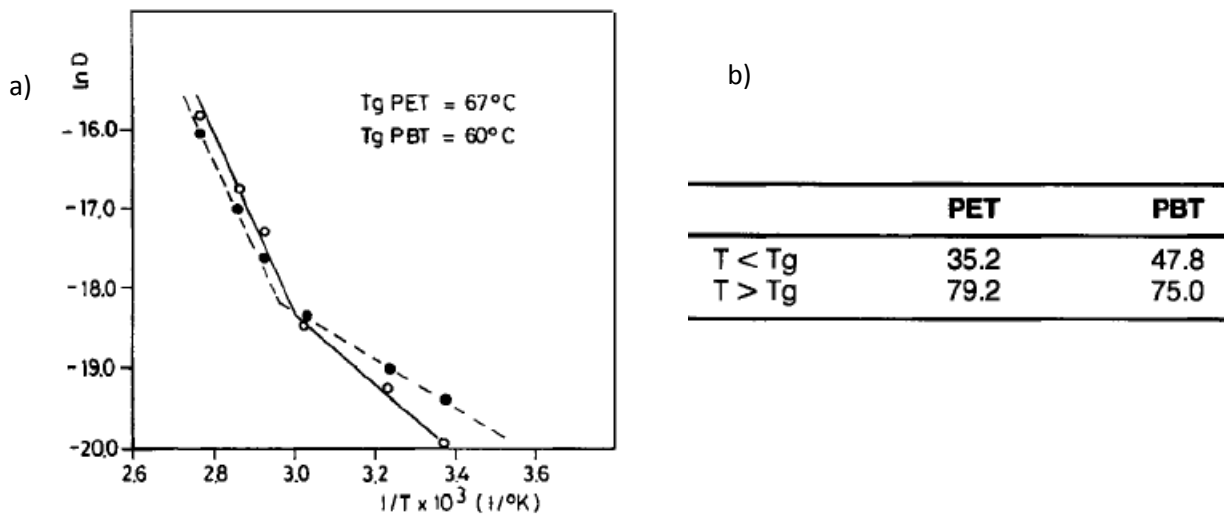 a)
Ln D
Tg PET = 67°C
Tg PBT = 60°C
-16.0
-17.0
-18.0
-19.0
-20.0
2.6
3.0
3.2
3.4
3.6
1/T x 10³ (1/°K)
b)
PET PBT
T < Tg 35.2 47.8
T > Tg 79.2 75.0